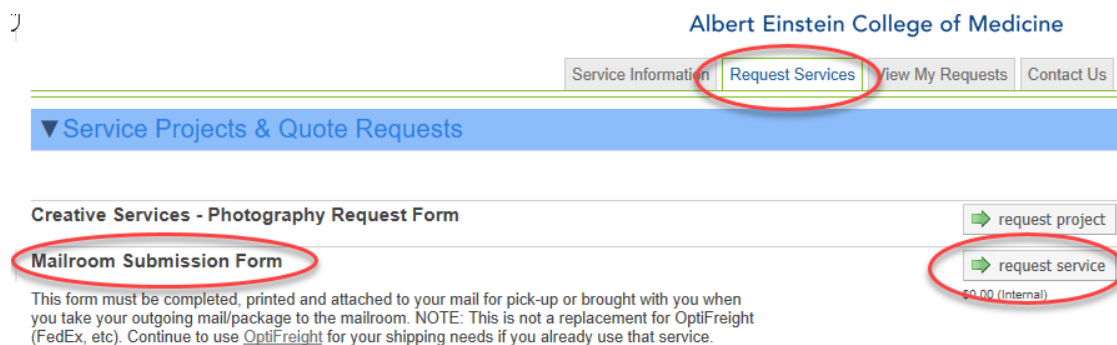 Albert Einstein College of Medicine
Service Information Request Services View My Requests Contact Us
▼Service Projects & Quote Requests
Creative Services - Photography Request Form
request project
Mailroom Submission Form
request service
$0.00 (Internal)
This form must be completed, printed and attached to your mail for pick-up or brought with you when
you take your outgoing mail/package to the mailroom. NOTE: This is not a replacement for OptiFreight
(FedEx, etc). Continue to use OptiFreight for your shipping needs if you already use that service.